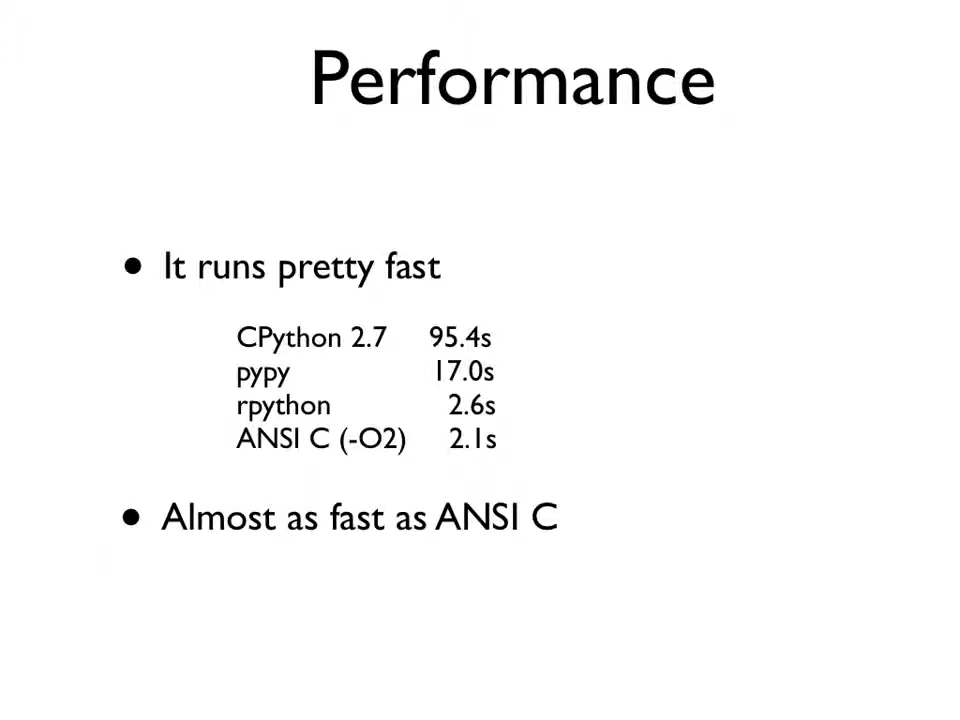 Performance
• It runs pretty fast
CPython 2.7 95.4s
pypy 17.0s
rpython 2.6s
ANSI C (-O2) 2.1s
• Almost as fast as ANSI C